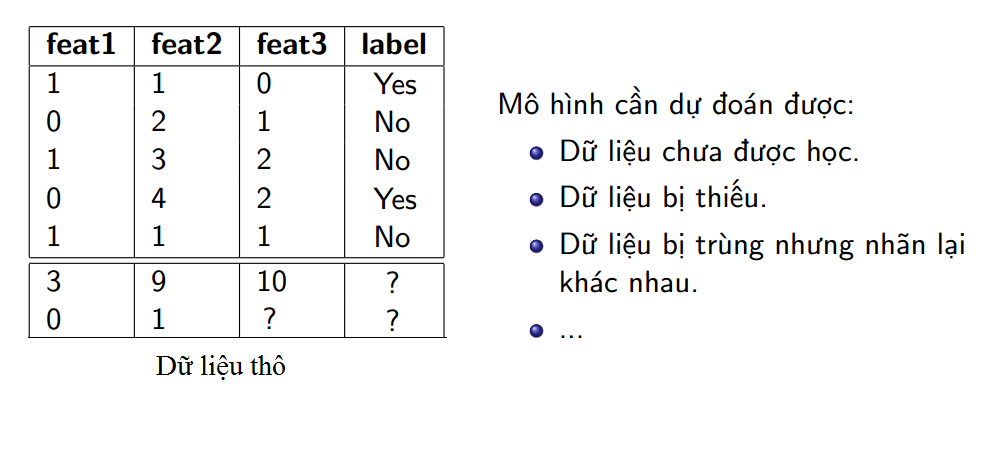 feat1 feat2 feat3 label
1 1 0 Yes
0 2 1 No
1 3 2 No
0 4 2 Yes
1 1 1 No
3 9 10 ?
0 1 ? ?
Dữ liệu thô
Mô hình cần dự đoán được:
Dữ liệu chưa được học.
Dữ liệu bị thiếu.
Dữ liệu bị trùng nhưng nhãn lại
khác nhau.
...